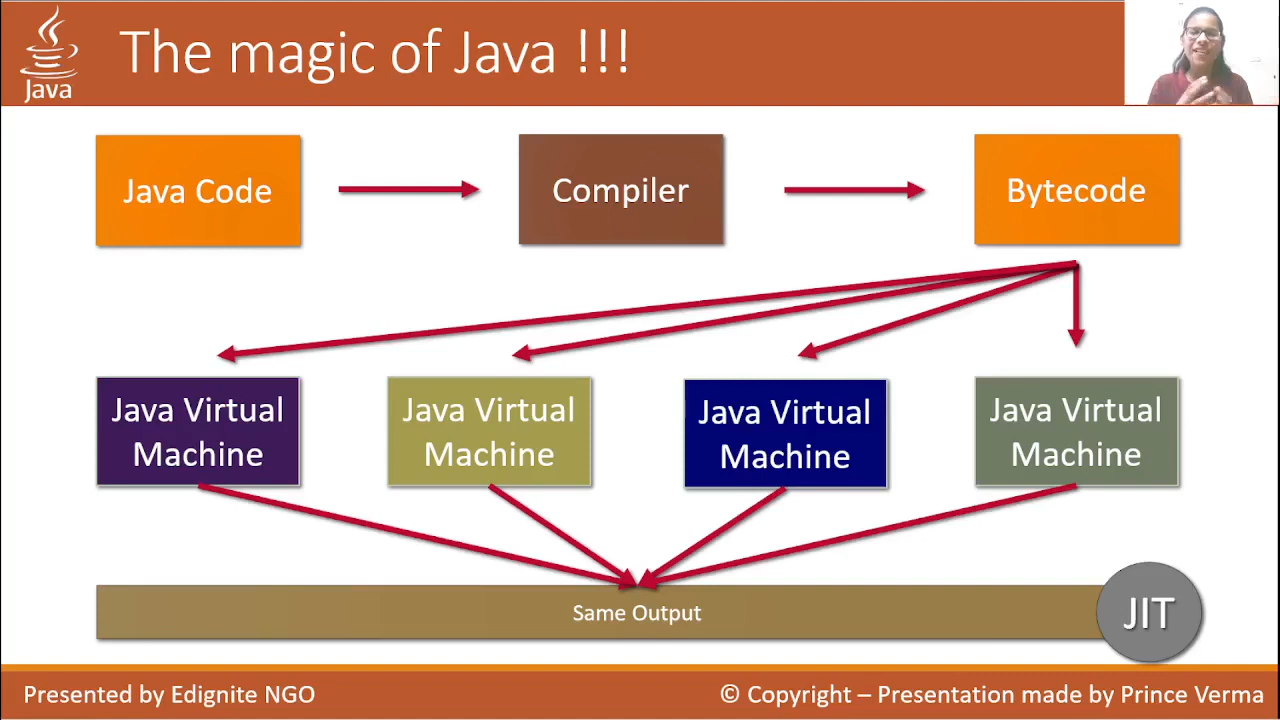 The magic of Java !!!
Java
Java Code
Compiler
Bytecode
Java Virtual
Machine
Java Virtual
Machine
Java Virtual
Machine
Java Virtual
Machine
Same Output
JIT
Presented by Edignite NGO
© Copyright – Presentation made by Prince Verma